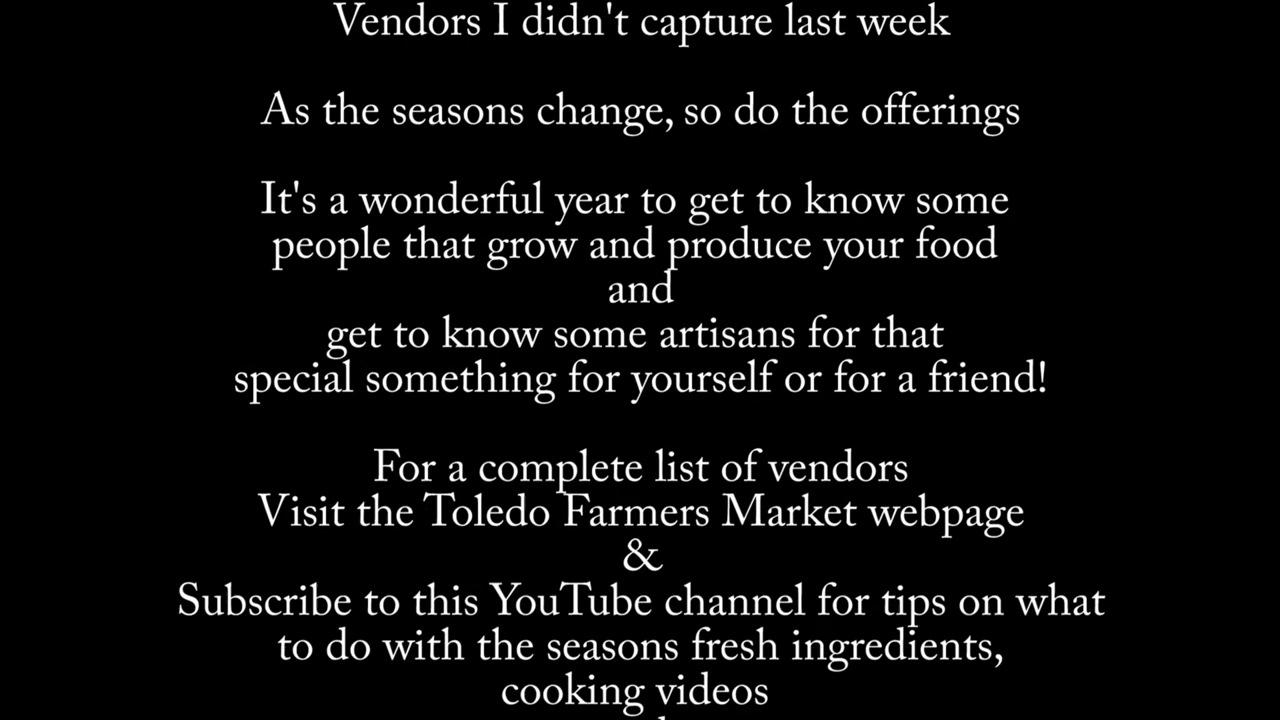 Vendors I didn't capture last week
As the seasons change, so do the offerings
It's a wonderful year to get to know some
people that grow and produce your food
and
get to know some artisans for that
special something for yourself or for a friend!
For a complete list of vendors
Visit the Toledo Farmers Market webpage
&
Subscribe to this YouTube channel for tips on what
to do with the seasons fresh ingredients,
cooking videos